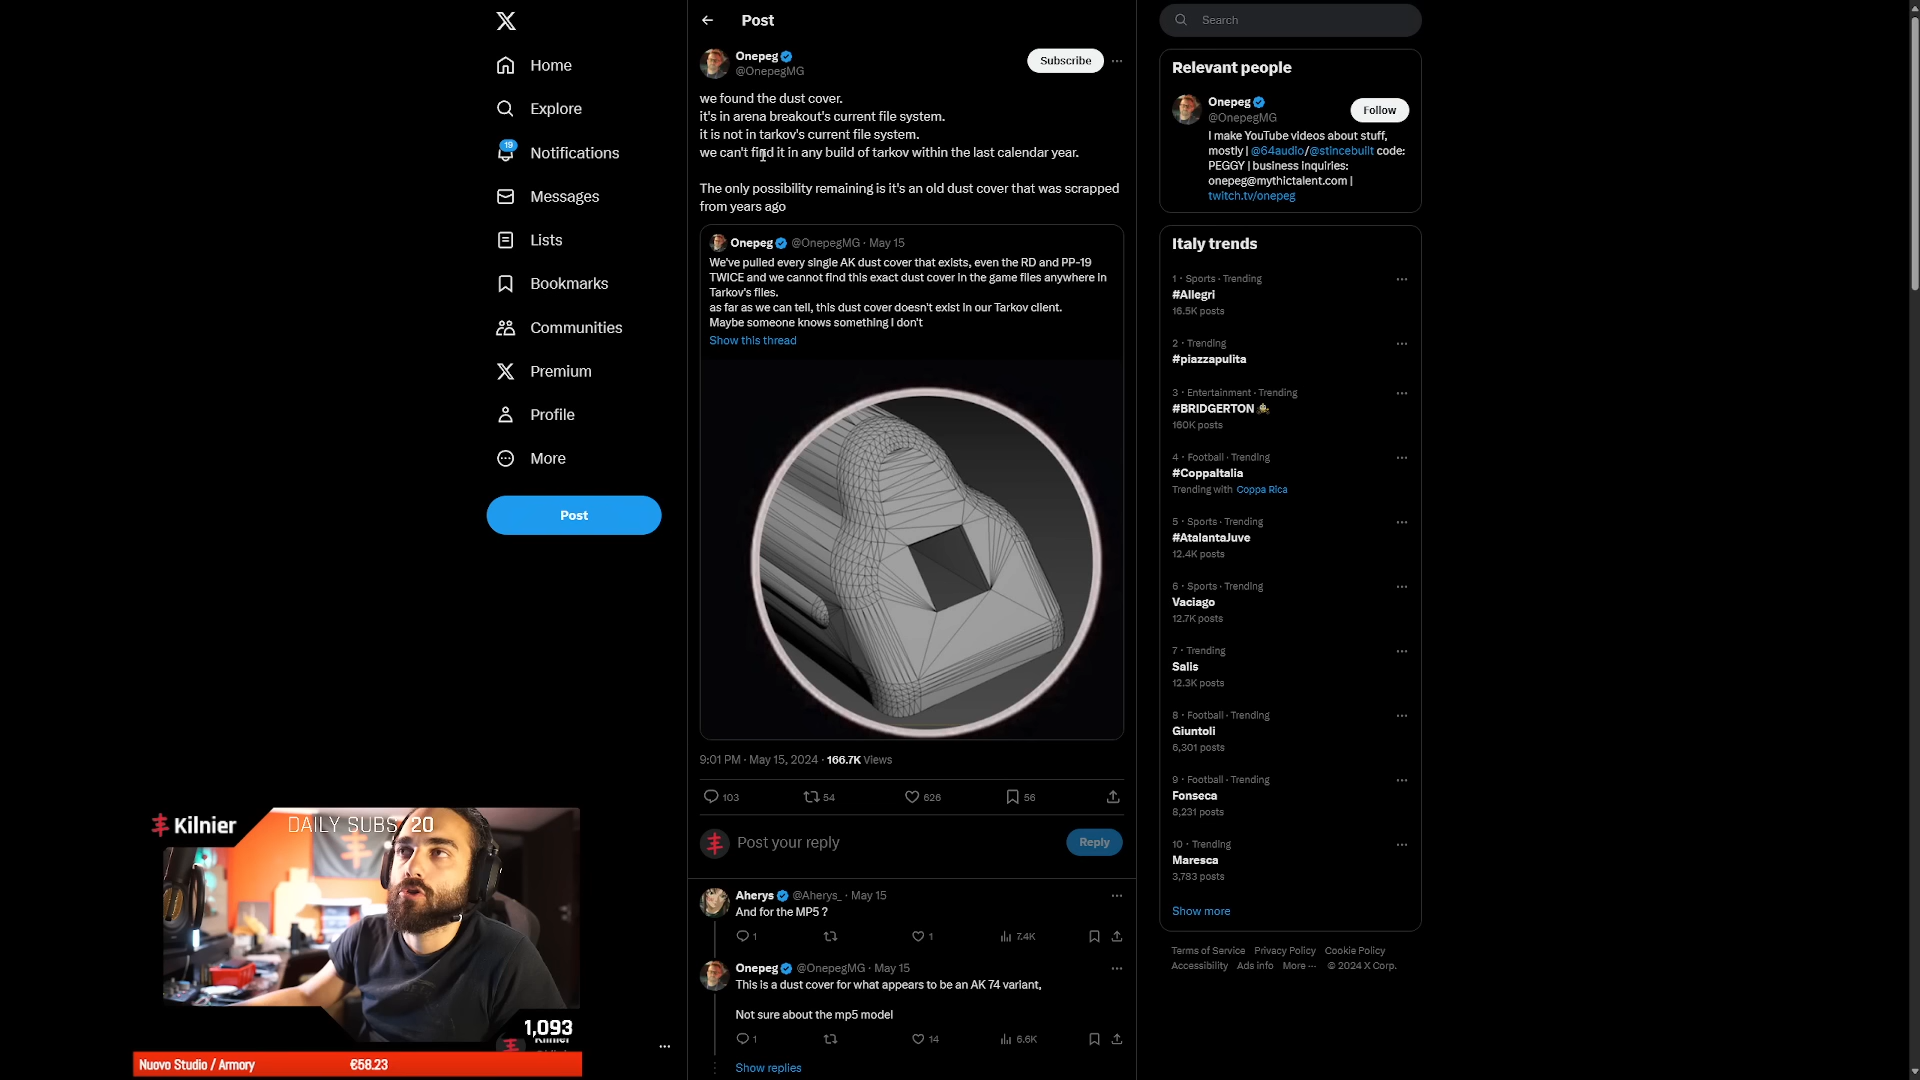 Home
Explore
19
Notifications
Messages
Lists
Bookmarks
Communities
Premium
Profile
More
Post
Post
Onepeg
@OnepegMG
Subscribe
we found the dust cover.
it's in arena breakout's current file system.
it is not in tarkov's current file system.
we can't find it in any build of tarkov within the last calendar year.
The only possibility remaining is it's an old dust cover that was scrapped
from years ago
Onepeg @OnepegMG · May 15
We've pulled every single AK dust cover that exists, even the RD and PP-19
TWICE and we cannot find this exact dust cover in the game files anywhere in
Tarkov's files.
as far as we can tell, this dust cover doesn't exist in our Tarkov client.
Maybe someone knows something I don't
Show this thread
9:01 PM · May 15, 2024 · 166.7K Views
103 54 626 56
Post your reply
Reply
Aherys @Aherys_ · May 15
And for the MP5 ?
1 1 7.4K
Onepeg @OnepegMG · May 15
This is a dust cover for what appears to be an AK 74 variant,
Not sure about the mp5 model
1 14 6.6K
Show replies
Search
Relevant people
Onepeg
@OnepegMG
Follow
I make YouTube videos about stuff,
mostly | @64audio/@stincebuilt code:
PEGGY | business inquiries:
onepeg@mythictalent.com |
twitch.tv/onepeg
Italy trends
1 · Sports · Trending
#Allegri
16.5K posts
2 · Trending
#piazzapulita
3 · Entertainment · Trending
#BRIDGERTON
160K posts
4 · Football · Trending
#CoppaItalia
Trending with Coppa Rica
5 · Sports · Trending
#AtalantaJuve
12.4K posts
6 · Sports · Trending
Vaciago
12.7K posts
7 · Trending
Salis
12.3K posts
8 · Football · Trending
Giuntoli
6,301 posts
9 · Football · Trending
Fonseca
8,231 posts
10 · Trending
Maresca
3,783 posts
Show more
Terms of Service Privacy Policy Cookie Policy
Accessibility Ads info More ··· © 2024 X Corp.
Kilnier
DAILY SUBS 20
1,093
Nuovo Studio / Armory €58.23